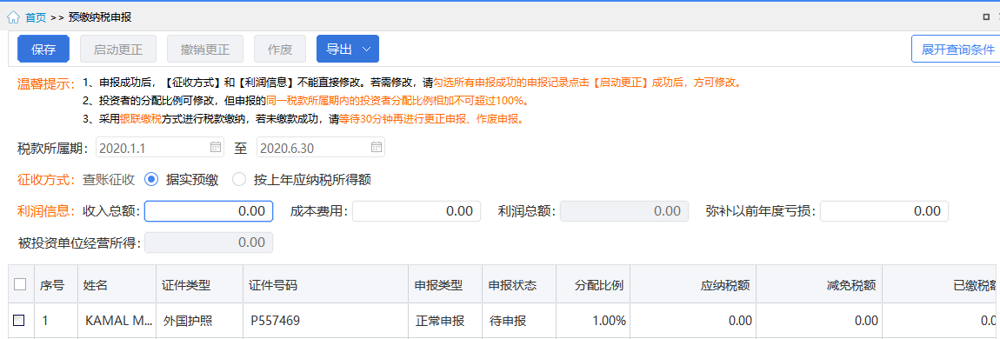 首页 >> 预缴纳税申报
保存 启动更正 撤销更正 作废 导出 展开查询条件
温馨提示: 1、申报成功后，【征收方式】和【利润信息】不能直接修改。若需修改，请勾选所有申报成功的申报记录点击【启动更正】成功后，方可修改。
2、投资者的分配比例可修改，但申报的同一税款所属期内的投资者分配比例相加不可超过100%。
3、采用银联缴税方式进行税款缴纳，若未缴款成功，请等待30分钟再进行更正申报、作废申报。
税款所属期: 2020.1.1 至 2020.6.30
征收方式: 查账征收 据实预缴 按上年应纳税所得额
利润信息: 收入总额: 0.00 成本费用: 0.00 利润总额: 0.00 弥补以前年度亏损: 0.00
被投资单位经营所得: 0.00
序号 姓名 证件类型 证件号码 申报类型 申报状态 分配比例 应纳税额 减免税额 已缴税
1 KAMAL M... 外国护照 P557469 正常申报 待申报 1.00% 0.00 0.00 0.0